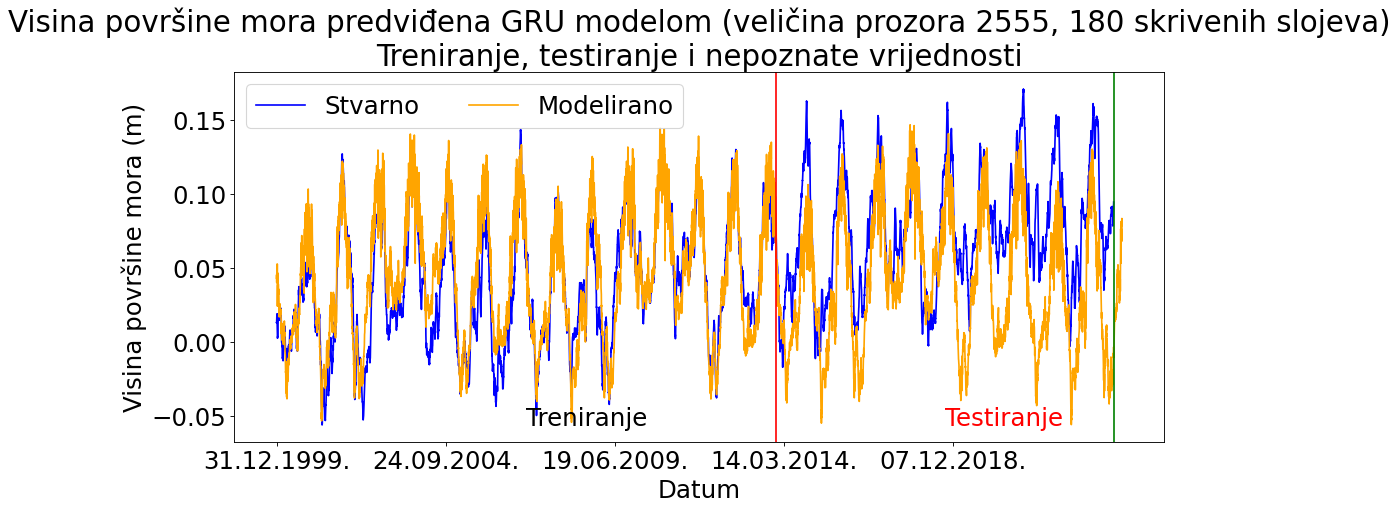 Visina površine mora predviđena GRU modelom (veličina prozora 2555, 180 skrivenih slojeva)
Treniranje, testiranje i nepoznate vrijednosti
Stvarno
Modelirano
Visina površine mora (m)
0.15
0.10
0.05
0.00
−0.05
Treniranje
Testiranje
31.12.1999.
24.09.2004.
19.06.2009.
14.03.2014.
07.12.2018.
Datum